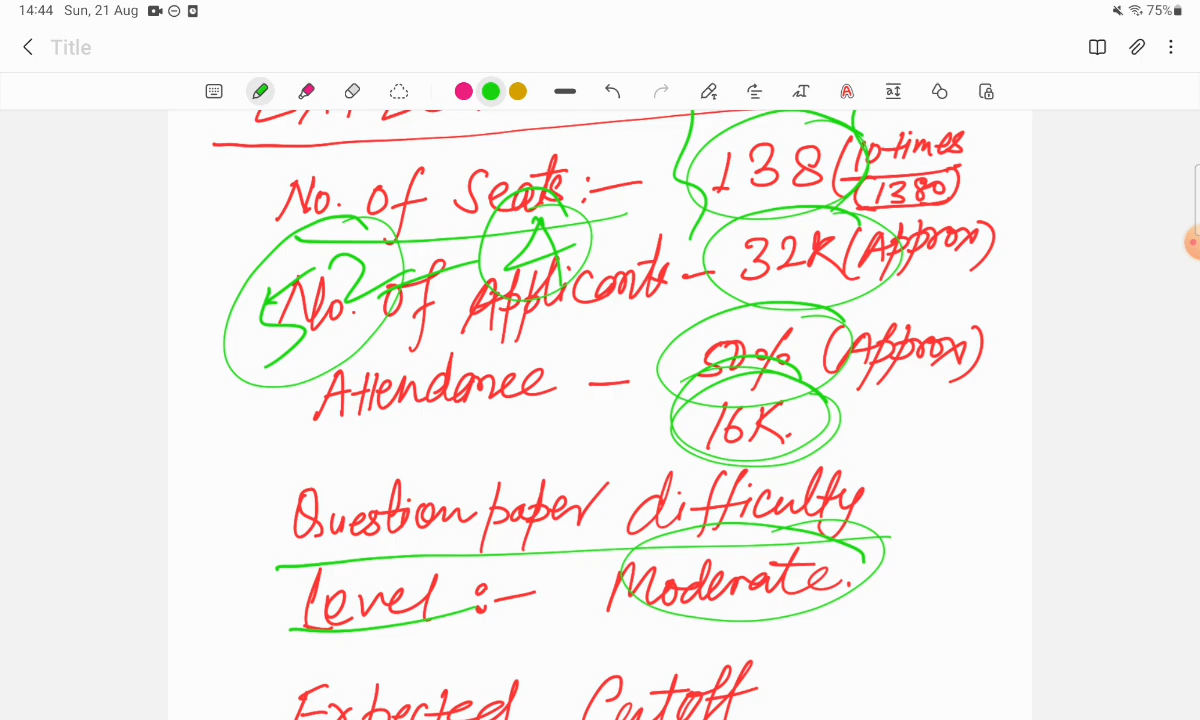 14:44 Sun, 21 Aug 75%
Title
No. of Seats :- 138 (10 times
1380)
No. of Applicants - 32K (Approx)
Attendance - 50% (Approx)
16K.
Question paper difficulty
Level :- Moderate.
Expected Cutoff